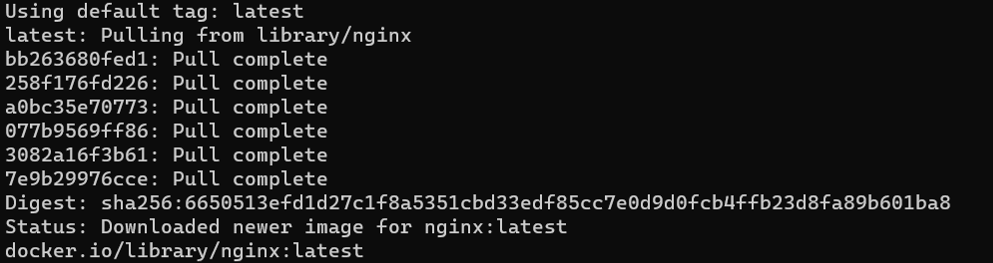 Using default tag: latest
latest: Pulling from library/nginx
bb263680fed1: Pull complete
258f176fd226: Pull complete
a0bc35e70773: Pull complete
077b9569ff86: Pull complete
3082a16f3b61: Pull complete
7e9b29976cce: Pull complete
Digest: sha256:6650513efd1d27c1f8a5351cbd33edf85cc7e0d9d0fcb4ffb23d8fa89b601ba8
Status: Downloaded newer image for nginx:latest
docker.io/library/nginx:latest